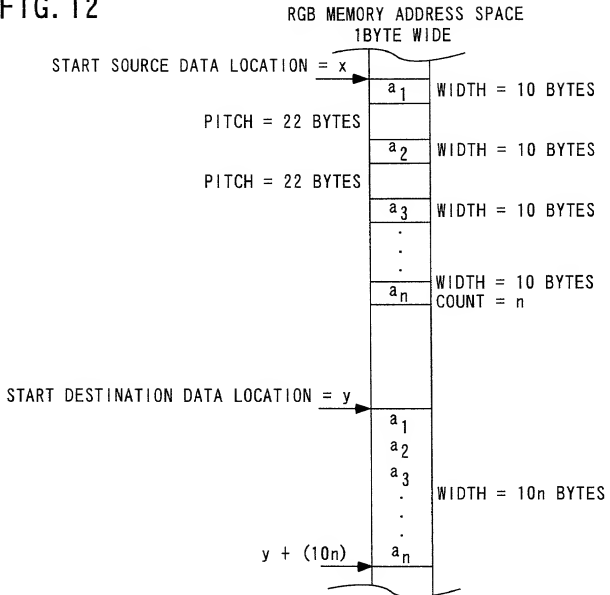 FIG. 12
RGB MEMORY ADDRESS SPACE
1BYTE WIDE
START SOURCE DATA LOCATION = x
a1
WIDTH = 10 BYTES
PITCH = 22 BYTES
a2
WIDTH = 10 BYTES
PITCH = 22 BYTES
a3
WIDTH = 10 BYTES
.
.
.
an
WIDTH = 10 BYTES
COUNT = n
START DESTINATION DATA LOCATION = y
a1
a2
a3
.
.
.
WIDTH = 10n BYTES
an
y + (10n)